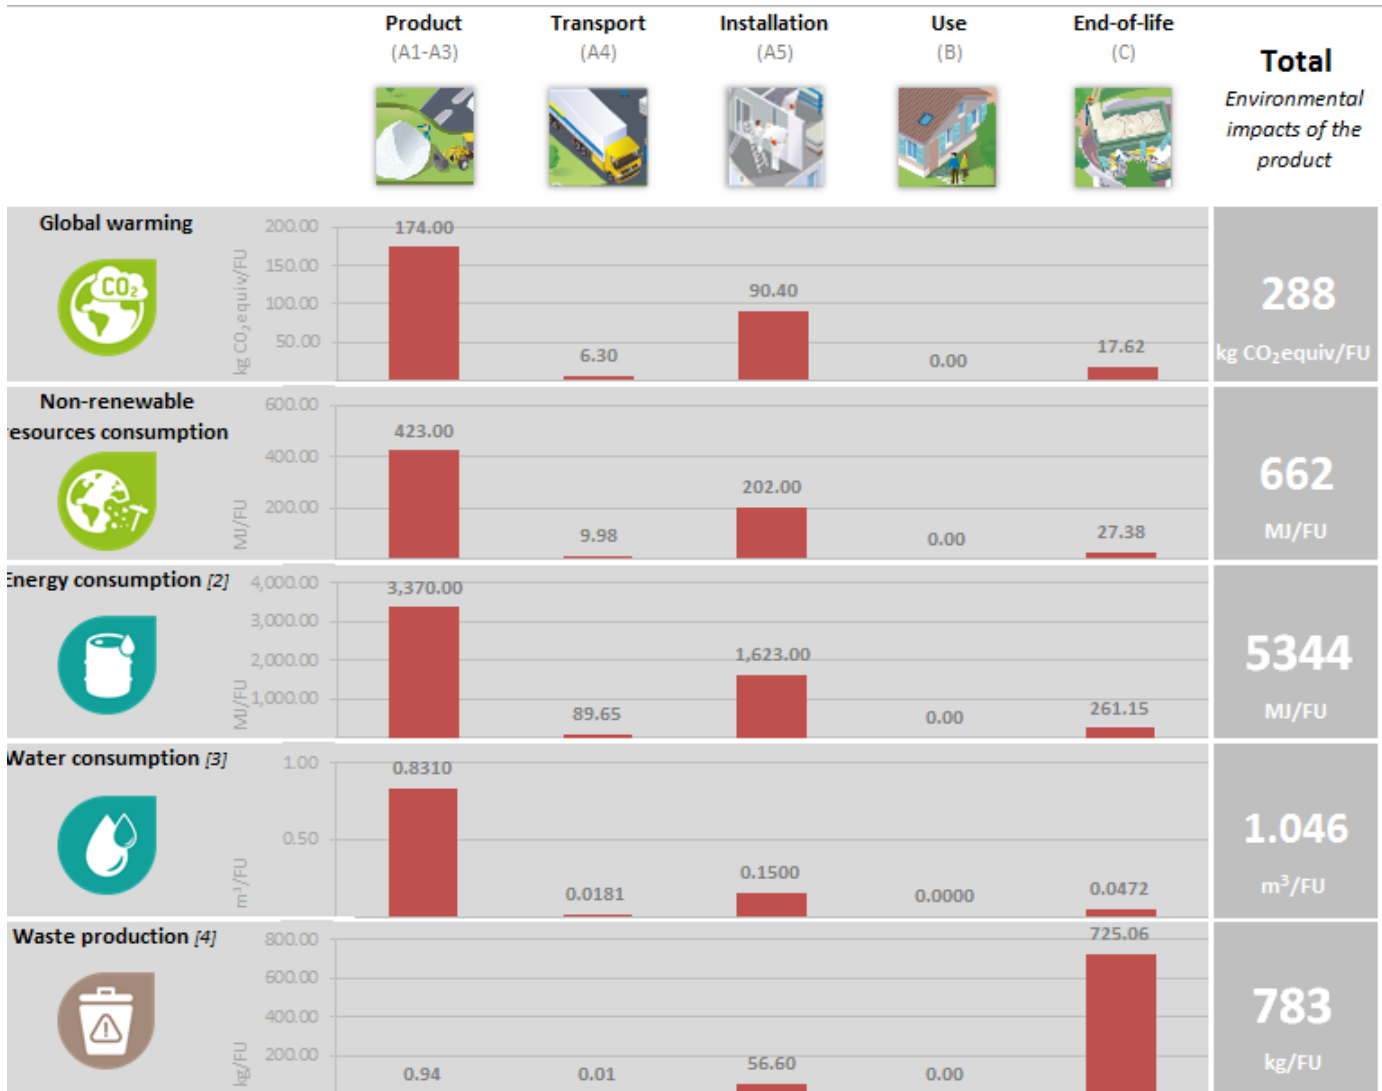 Product
(A1-A3)
Transport
(A4)
Installation
(A5)
Use
(B)
End-of-life
(C)
Total
Environmental
impacts of the
product
Global warming
CO2
kg CO2equiv/FU
200.00
150.00
100.00
50.00
174.00
6.30
90.40
0.00
17.62
288
kg CO2equiv/FU
Non-renewable
resources consumption
MJ/FU
600.00
400.00
200.00
423.00
9.98
202.00
0.00
27.38
662
MJ/FU
Energy consumption [2]
MJ/FU
4,000.00
3,000.00
2,000.00
1,000.00
3,370.00
89.65
1,623.00
0.00
261.15
5344
MJ/FU
Water consumption [3]
m³/FU
1.00
0.50
0.8310
0.0181
0.1500
0.0000
0.0472
1.046
m³/FU
Waste production [4]
kg/FU
800.00
600.00
400.00
200.00
0.94
0.01
56.60
0.00
725.06
783
kg/FU